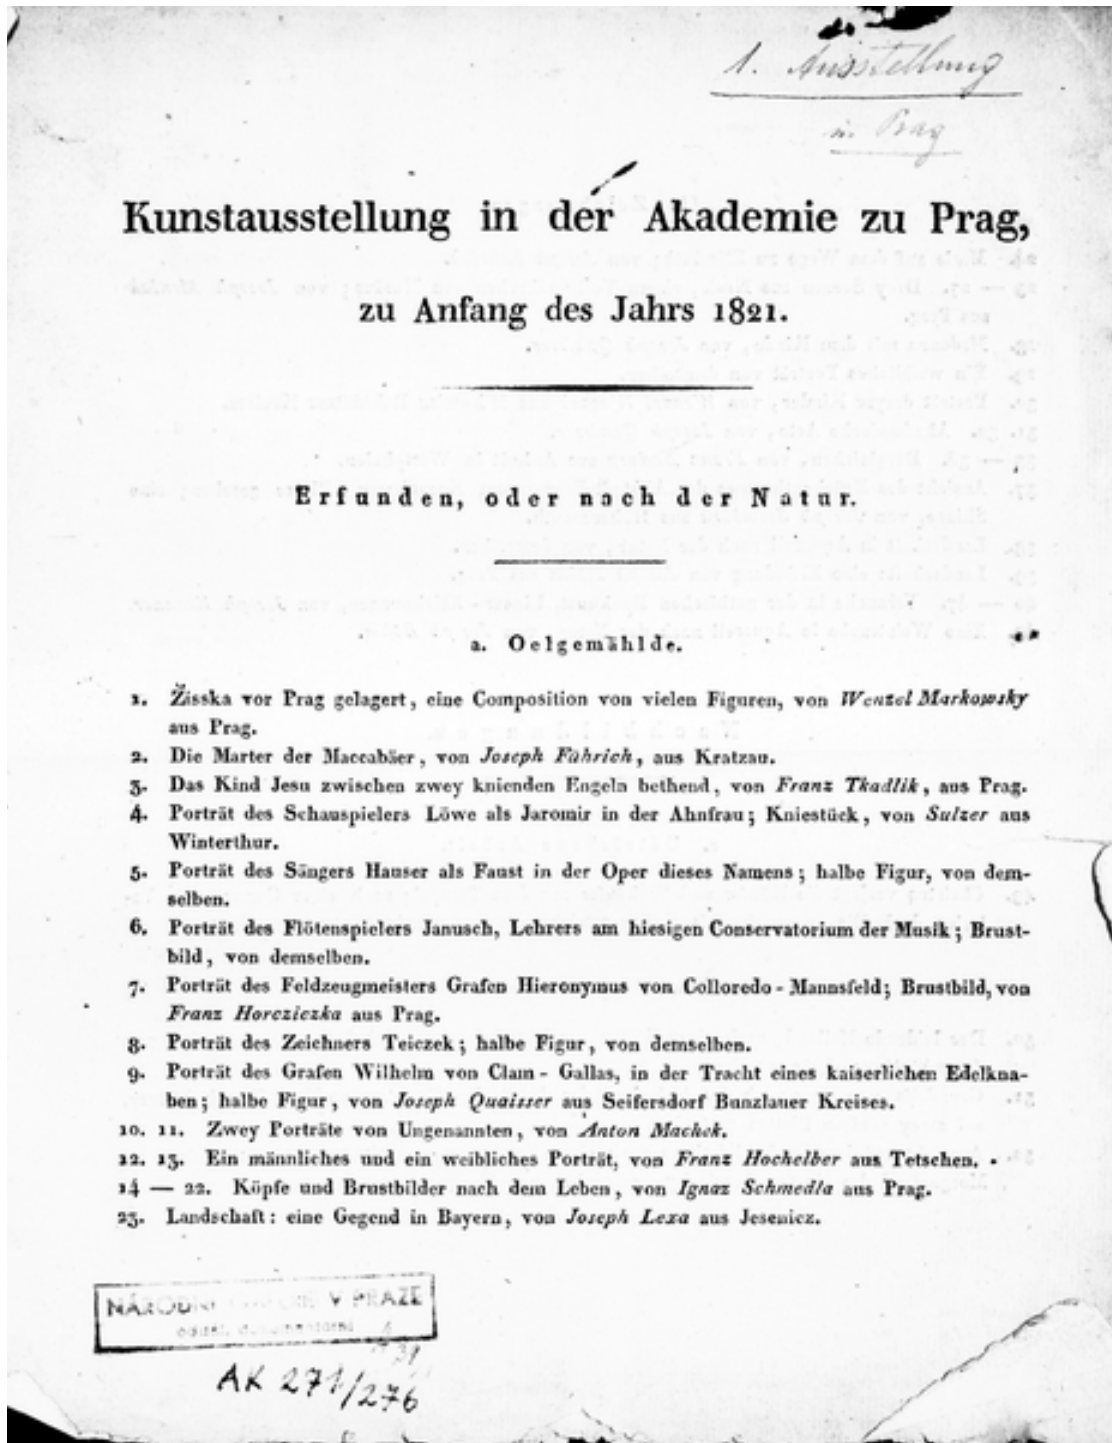 1. Ausstellung
in Prag
Kunstausstellung in der Akademie zu Prag,
zu Anfang des Jahrs 1821.
Erfunden, oder nach der Natur.
a. Oelgemählde.
1. Žisska vor Prag gelagert, eine Composition von vielen Figuren, von Wenzel Markowsky
aus Prag.
2. Die Marter der Maccabäer, von Joseph Führich, aus Kratzau.
3. Das Kind Jesu zwischen zwey knienden Engeln bethend, von Franz Tkadlik, aus Prag.
4. Porträt des Schauspielers Löwe als Jaromir in der Ahnfrau; Kniestück, von Sulzer aus
Winterthur.
5. Porträt des Sängers Hauser als Faust in der Oper dieses Namens; halbe Figur, von dem-
selben.
6. Porträt des Flötenspielers Janusch, Lehrers am hiesigen Conservatorium der Musik; Brust-
bild, von demselben.
7. Porträt des Feldzeugmeisters Grafen Hieronymus von Colloredo-Mannsfeld; Brustbild, von
Franz Horcziczka aus Prag.
8. Porträt des Zeichners Teiczek; halbe Figur, von demselben.
9. Porträt des Grafen Wilhelm von Clam-Gallas, in der Tracht eines kaiserlichen Edelkna-
ben; halbe Figur, von Joseph Quaisser aus Seifersdorf Bunzlauer Kreises.
10. 11. Zwey Porträte von Ungenannten, von Anton Machek.
12. 13. Ein männliches und ein weibliches Porträt, von Franz Hochelber aus Tetschen.
14 — 22. Köpfe und Brustbilder nach dem Leben, von Ignaz Schmedla aus Prag.
23. Landschaft: eine Gegend in Bayern, von Joseph Lexa aus Jesenicz.
V PRAZE
AK 271/276